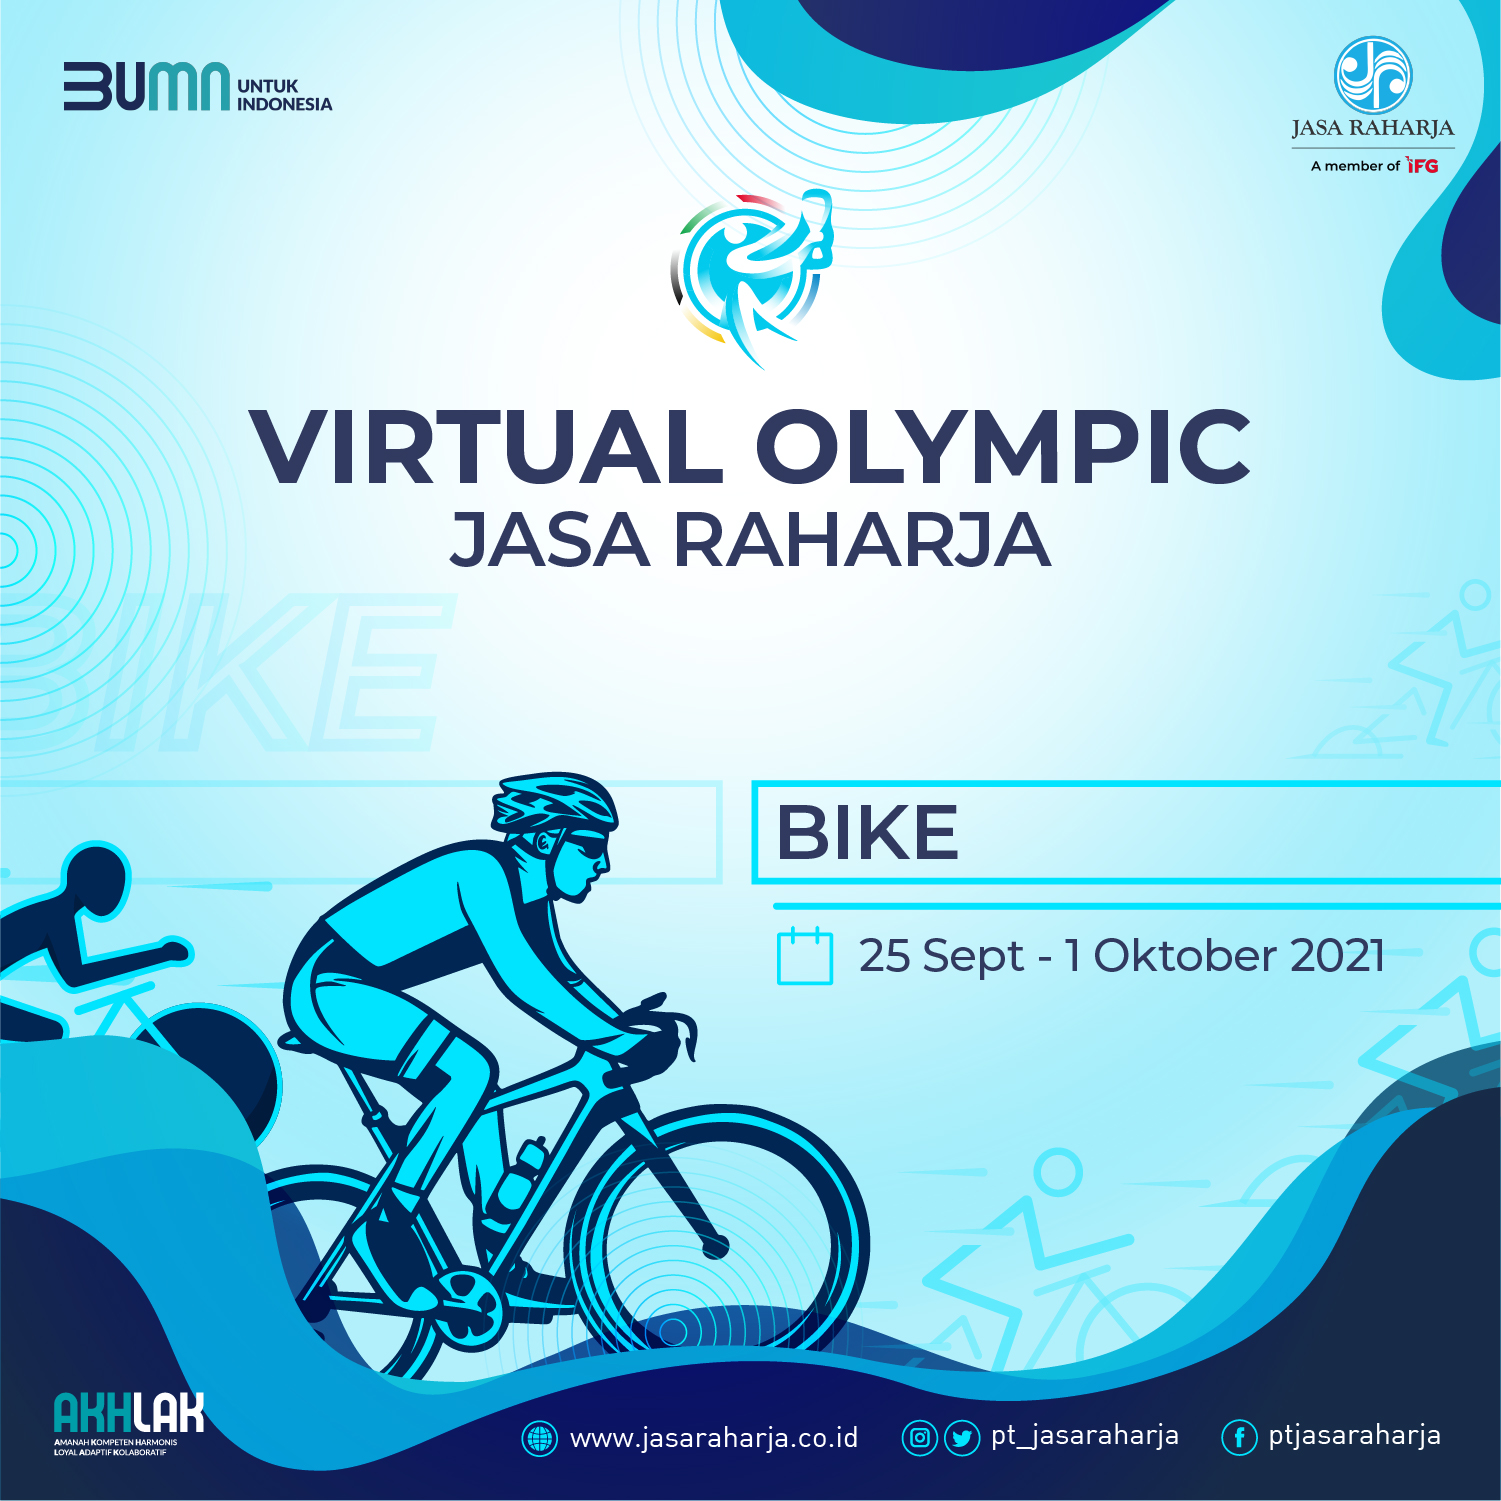 BUMN UNTUK
INDONESIA
JASA RAHARJA
A member of IFG
VIRTUAL OLYMPIC
JASA RAHARJA
BIKE
BIKE
25 Sept - 1 Oktober 2021
AKHLAK
AMANAH KOMPETEN HARMONIS
LOYAL ADAPTIF KOLABORATIF
www.jasaraharja.co.id
pt_jasaraharja
ptjasaraharja